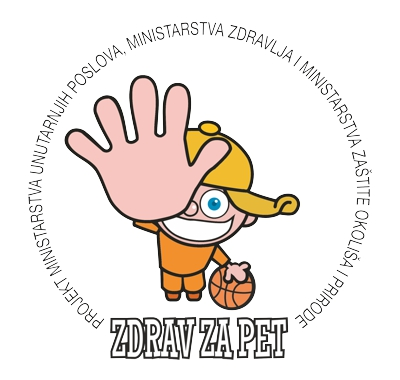 PROJEKT MINISTARSTVA UNUTARNJIH POSLOVA, MINISTARSTVA ZDRAVLJA I MINISTARSTVA ZAŠTITE OKOLIŠA I PRIRODE
ZDRAV ZA PET